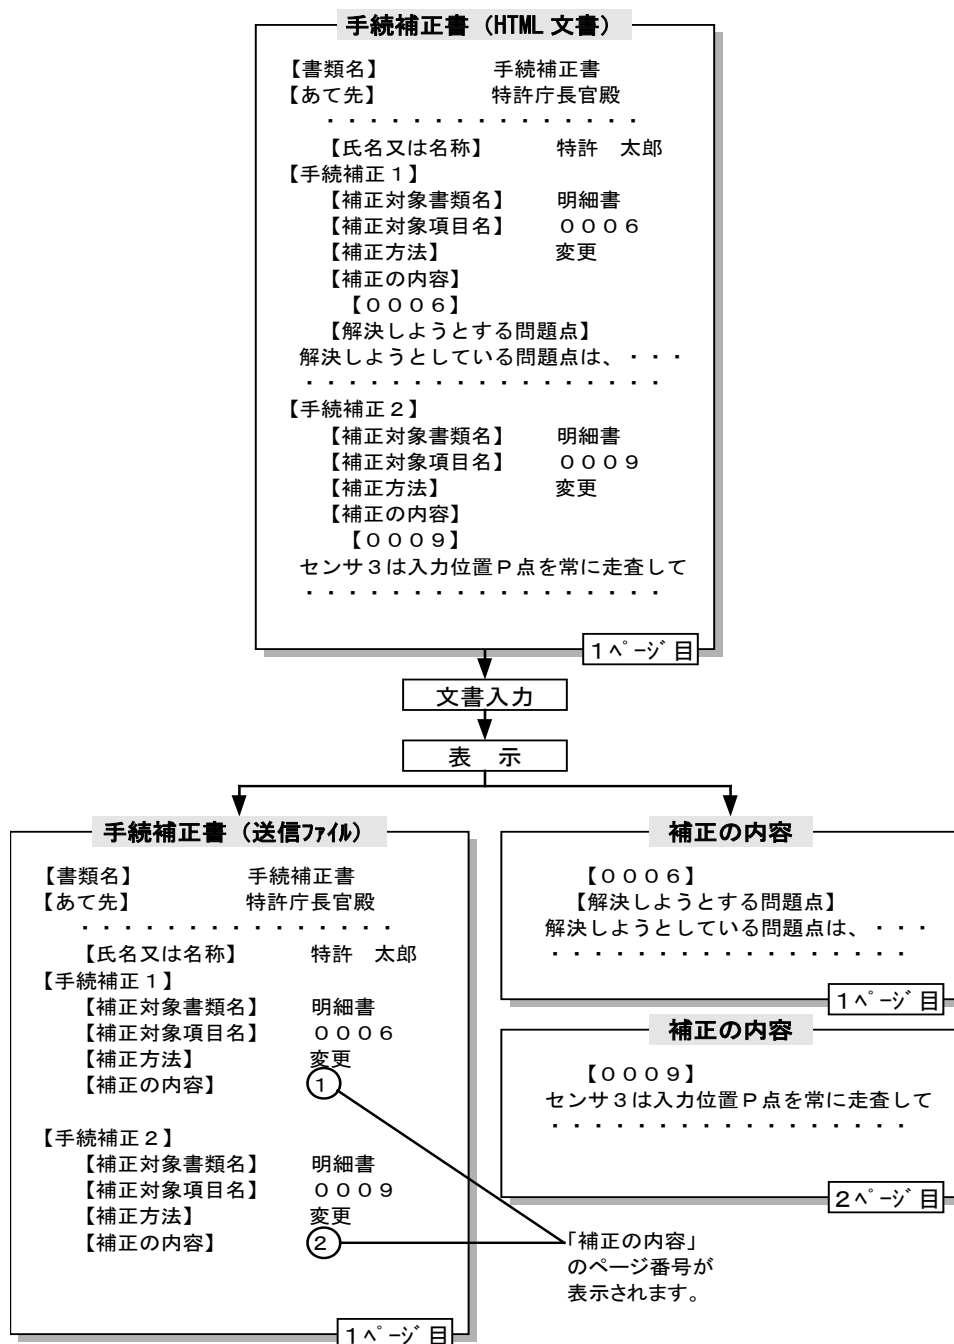 手続補正書（HTML 文書）
【書類名】　　　　　手続補正書
【あて先】　　　　　特許庁長官殿
・・・・・・・・・・・・・・・
【氏名又は名称】　　　特許　太郎
【手続補正１】
【補正対象書類名】　　明細書
【補正対象項目名】　　０００６
【補正方法】　　　　　変更
【補正の内容】
【０００６】
【解決しようとする問題点】
解決しようとしている問題点は、・・・
・・・・・・・・・・・・・・・・・
【手続補正２】
【補正対象書類名】　　明細書
【補正対象項目名】　　０００９
【補正方法】　　　　　変更
【補正の内容】
【０００９】
センサ３は入力位置Ｐ点を常に走査して
・・・・・・・・・・・・・・・・・
１ﾍﾟｰｼﾞ目
文書入力
表　示
手続補正書（送信ﾌｧｲﾙ）
【書類名】　　　　　手続補正書
【あて先】　　　　　特許庁長官殿
・・・・・・・・・・・・・・・
【氏名又は名称】　　　特許　太郎
【手続補正１】
【補正対象書類名】　　明細書
【補正対象項目名】　　０００６
【補正方法】　　　　　変更
【補正の内容】　　　　１
【手続補正２】
【補正対象書類名】　　明細書
【補正対象項目名】　　０００９
【補正方法】　　　　　変更
【補正の内容】　　　　２
１ﾍﾟｰｼﾞ目
補正の内容
【０００６】
【解決しようとする問題点】
解決しようとしている問題点は、・・・
・・・・・・・・・・・・・・・・・
１ﾍﾟｰｼﾞ目
補正の内容
【０００９】
センサ３は入力位置Ｐ点を常に走査して
・・・・・・・・・・・・・・・・・
２ﾍﾟｰｼﾞ目
「補正の内容」
のページ番号が
表示されます。